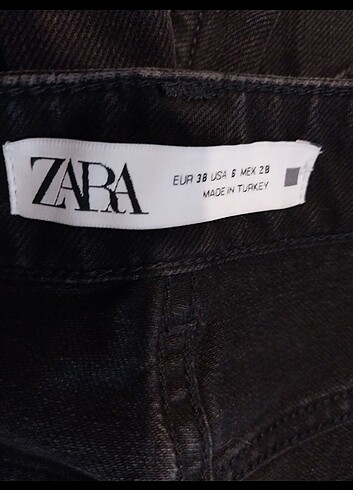 ZARA
EUR 38 USA 6 MEX 28
MADE IN TURKEY